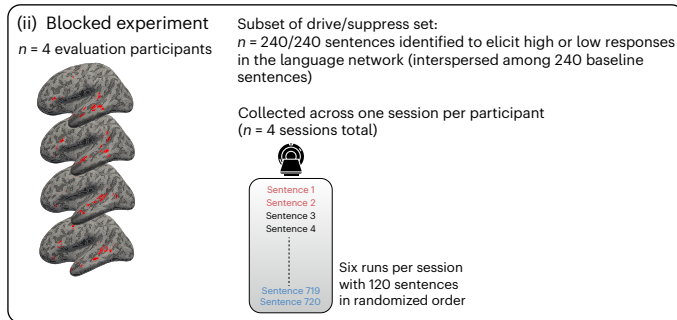 (ii) Blocked experiment
n = 4 evaluation participants
Subset of drive/suppress set:
n = 240/240 sentences identified to elicit high or low responses
in the language network (interspersed among 240 baseline
sentences)
Collected across one session per participant
(n = 4 sessions total)
Sentence 1
Sentence 2
Sentence 3
Sentence 4
Sentence 719
Sentence 720
Six runs per session
with 120 sentences
in randomized order